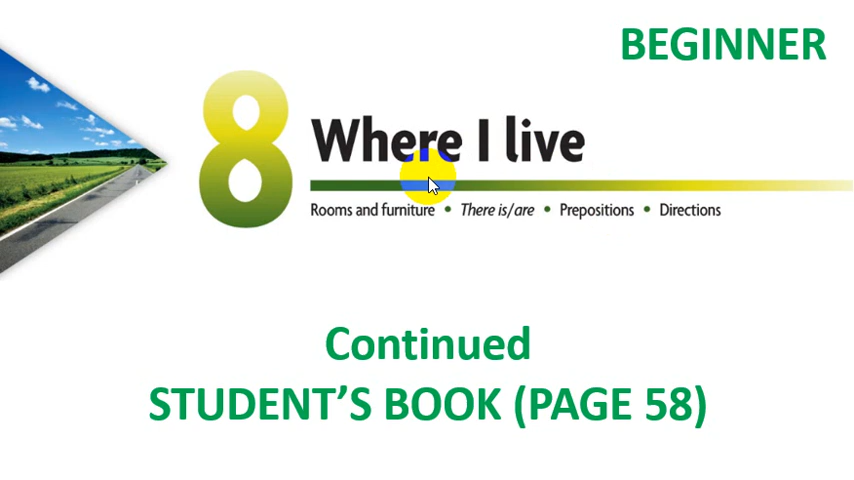 BEGINNER
8 Where I live
Rooms and furniture • There is/are • Prepositions • Directions
Continued
STUDENT’S BOOK (PAGE 58)